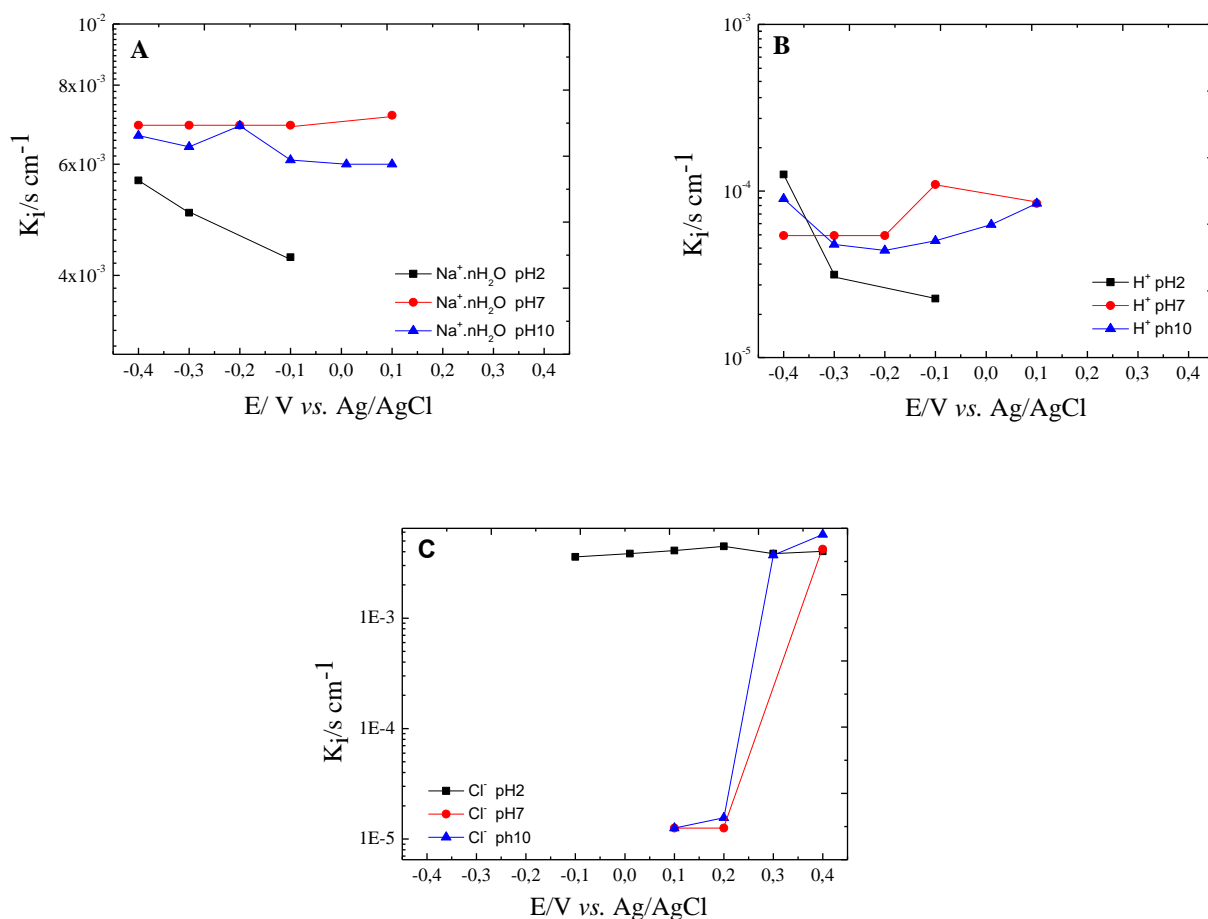 A
10⁻²
8x10⁻³
6x10⁻³
4x10⁻³
Kᵢ/s cm⁻¹
Na⁺.nH₂O pH2
Na⁺.nH₂O pH7
Na⁺.nH₂O pH10
-0,4 -0,3 -0,2 -0,1 0,0 0,1 0,2 0,3 0,4
E/ V vs. Ag/AgCl
B
10⁻³
10⁻⁴
10⁻⁵
Kᵢ/s cm⁻¹
H⁺ pH2
H⁺ pH7
H⁺ ph10
-0,4 -0,3 -0,2 -0,1 0,0 0,1 0,2 0,3 0,4
E/V vs. Ag/AgCl
C
1E-3
1E-4
1E-5
Kᵢ/s cm⁻¹
Cl⁻ pH2
Cl⁻ pH7
Cl⁻ ph10
-0,4 -0,3 -0,2 -0,1 0,0 0,1 0,2 0,3 0,4
E/V vs. Ag/AgCl